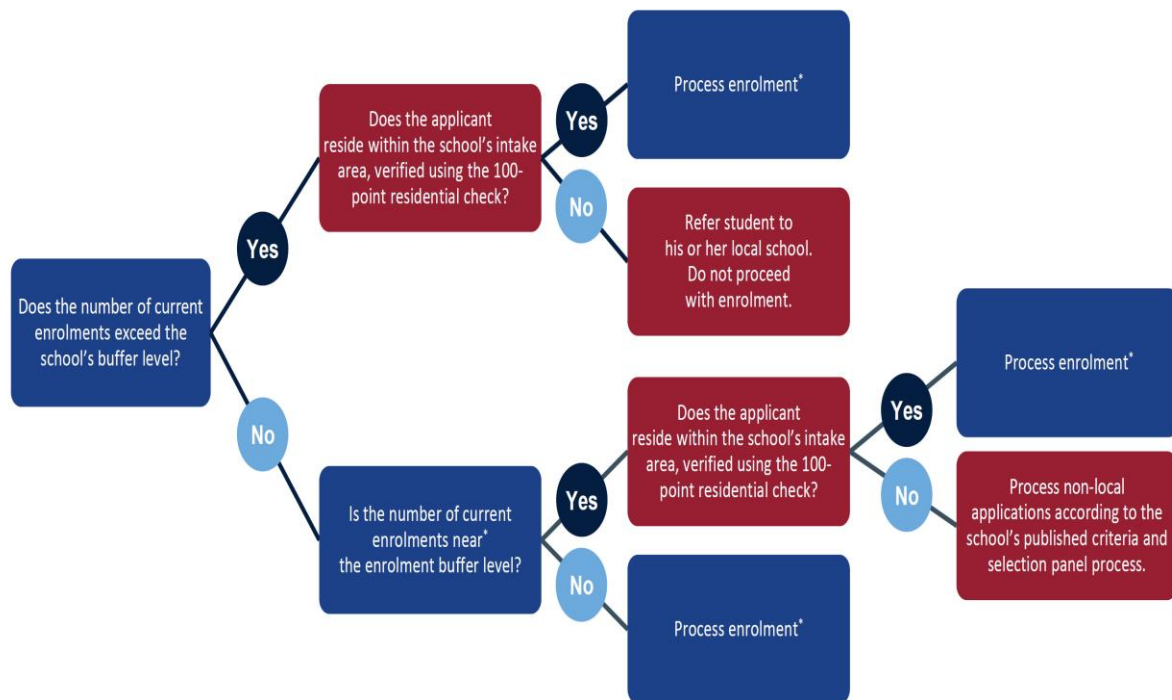 Does the number of current
enrolments exceed the
school's buffer level?
Yes
Does the applicant
reside within the school's intake
area, verified using the 100-
point residential check?
Yes
Process enrolment*
No
Refer student to
his or her local school.
Do not proceed
with enrolment.
No
Is the number of current
enrolments near*
the enrolment buffer level?
Yes
Does the applicant
reside within the school's intake
area, verified using the 100-
point residential check?
Yes
Process enrolment*
No
Process non-local
applications according to the
school's published criteria and
selection panel process.
No
Process enrolment*